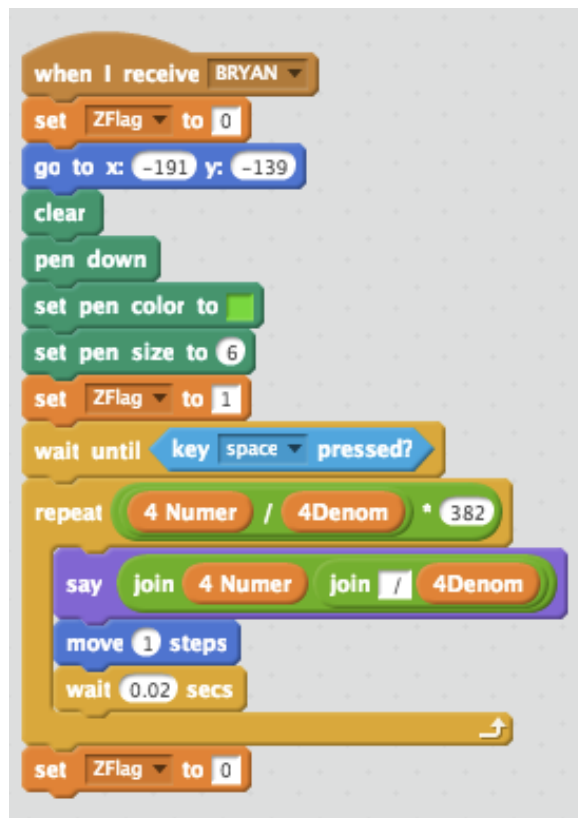 when I receive BRYAN
set ZFlag to 0
go to x: -191 y: -139
clear
pen down
set pen color to
set pen size to 6
set ZFlag to 1
wait until key space pressed?
repeat 4 Numer / 4Denom * 382
say join 4 Numer join / 4Denom
move 1 steps
wait 0.02 secs
set ZFlag to 0